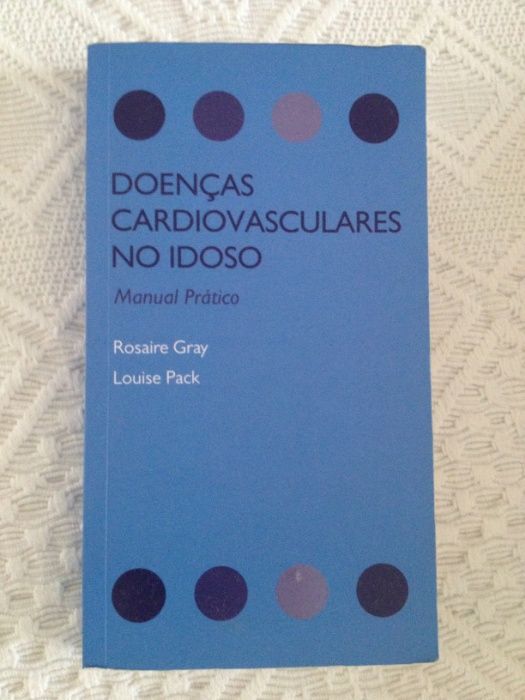 DOENÇAS
CARDIOVASCULARES
NO IDOSO
Manual Prático
Rosaire Gray
Louise Pack